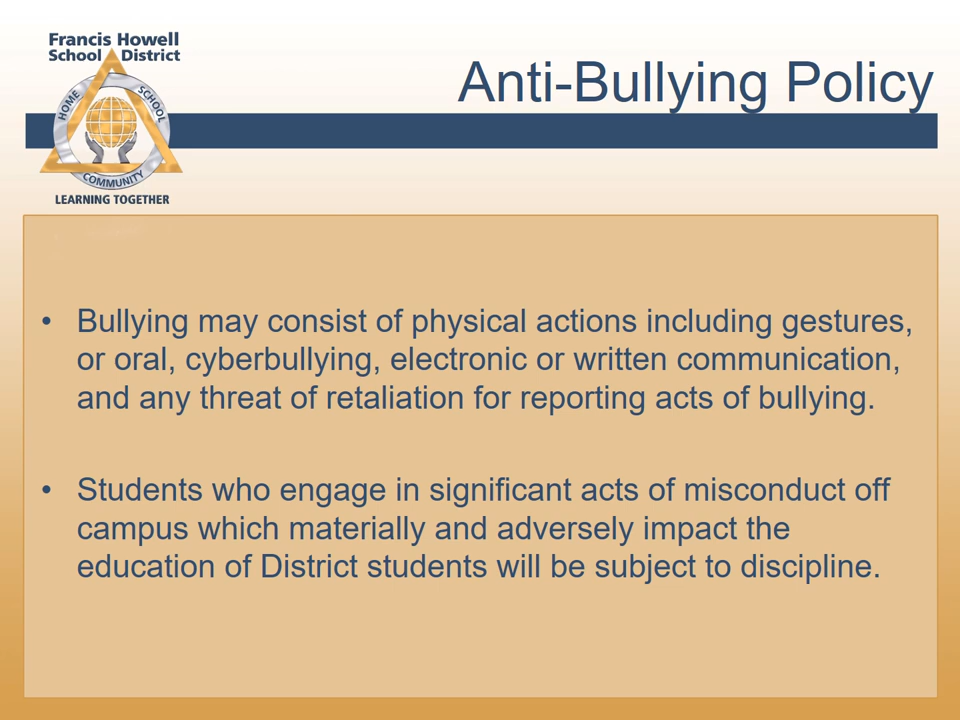 Francis Howell
School District
HOME
SCHOOL
COMMUNITY
LEARNING TOGETHER
Anti-Bullying Policy
• Bullying may consist of physical actions including gestures,
or oral, cyberbullying, electronic or written communication,
and any threat of retaliation for reporting acts of bullying.
• Students who engage in significant acts of misconduct off
campus which materially and adversely impact the
education of District students will be subject to discipline.